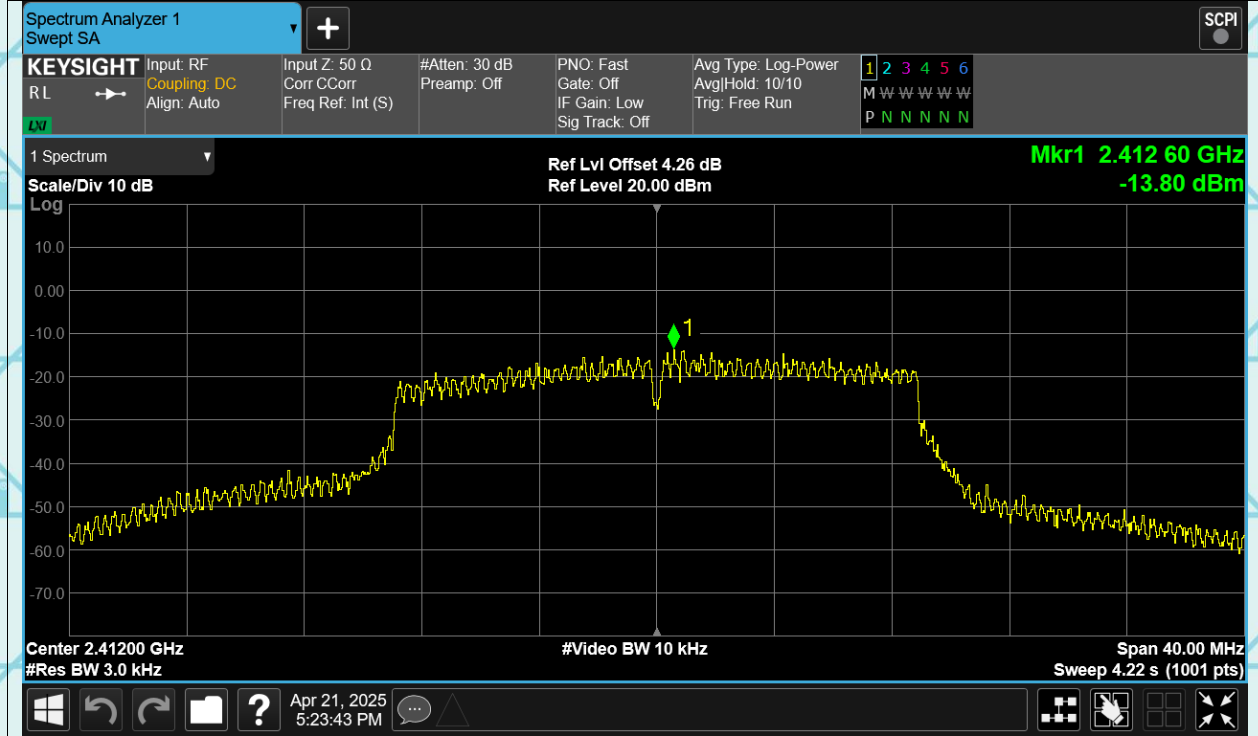 Spectrum Analyzer 1
Swept SA
SCPI
KEYSIGHT
R L
LXI
Input: RF
Coupling: DC
Align: Auto
Input Z: 50 Ω
Corr CCorr
Freq Ref: Int (S)
#Atten: 30 dB
Preamp: Off
PNO: Fast
Gate: Off
IF Gain: Low
Sig Track: Off
Avg Type: Log-Power
Avg|Hold: 10/10
Trig: Free Run
1 2 3 4 5 6
M W W W W W
P N N N N N
1 Spectrum
Scale/Div 10 dB
Ref Lvl Offset 4.26 dB
Ref Level 20.00 dBm
Mkr1 2.412 60 GHz
-13.80 dBm
Log
10.0
0.00
-10.0
-20.0
-30.0
-40.0
-50.0
-60.0
-70.0
1
Center 2.41200 GHz
#Res BW 3.0 kHz
#Video BW 10 kHz
Span 40.00 MHz
Sweep 4.22 s (1001 pts)
?
Apr 21, 2025
5:23:43 PM